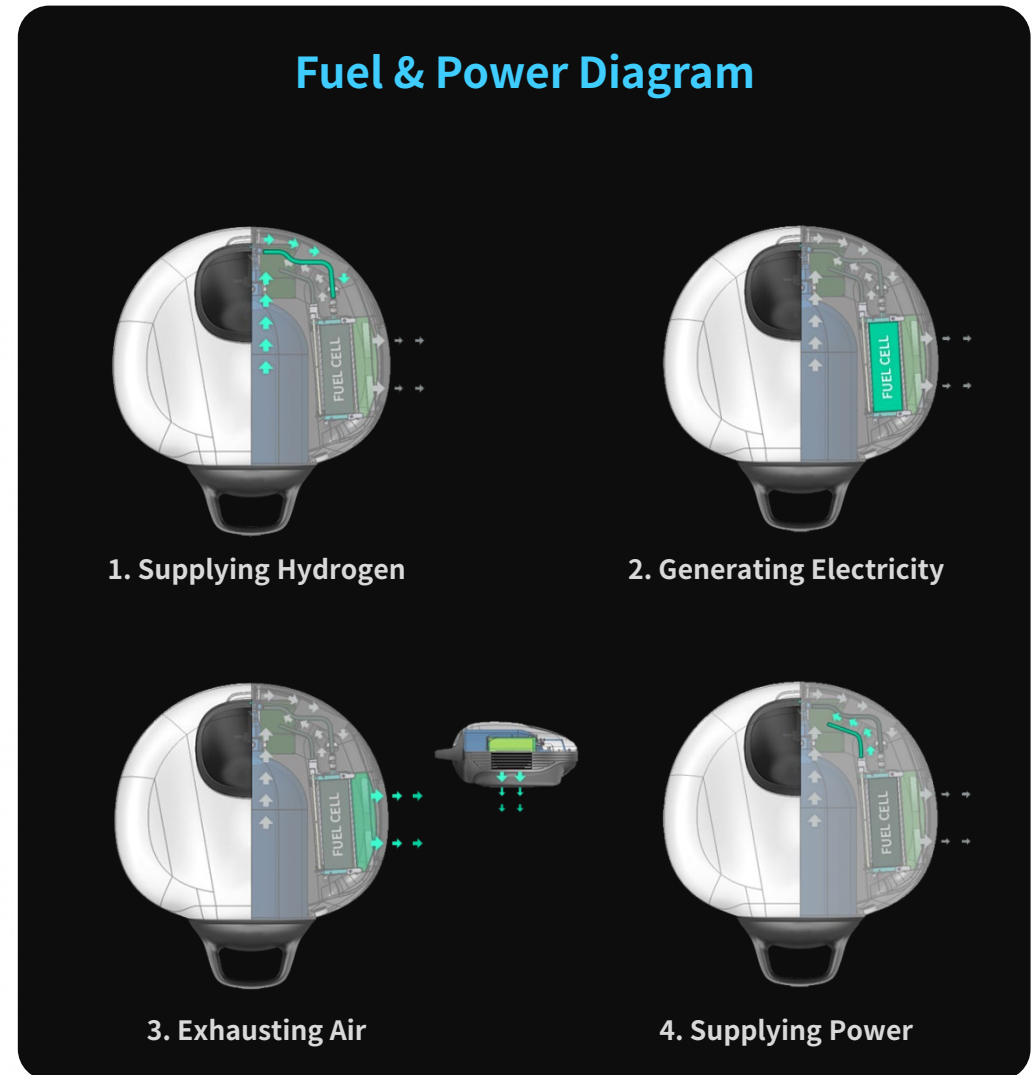 Fuel & Power Diagram
FUEL CELL
FUEL CELL
1. Supplying Hydrogen
2. Generating Electricity
FUEL CELL
FUEL CELL
3. Exhausting Air
4. Supplying Power